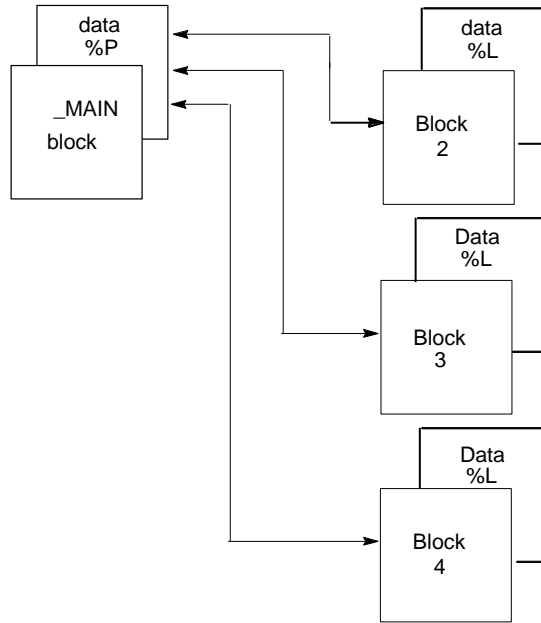 data
%P
_MAIN
block
data
%L
Block
2
Data
%L
Block
3
Data
%L
Block
4